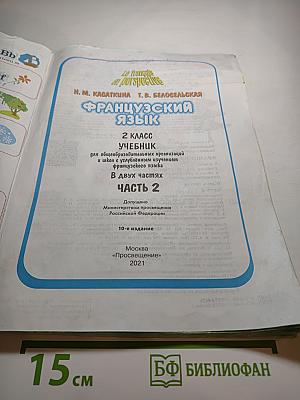 Bb
Le français
en perspective
Н. М. КАСАТКИНА Т. В. БЕЛОСЕЛЬСКАЯ
ФРАНЦУЗСКИЙ
ЯЗЫК
2 КЛАСС
УЧЕБНИК
для общеобразовательных организаций
и школ с углублённым изучением
французского языка
В двух частях
ЧАСТЬ 2
Допущено
Министерством просвещения
Российской Федерации
10-е издание
Москва
«Просвещение»
2021
15 см
БФ БИБЛИОФАН